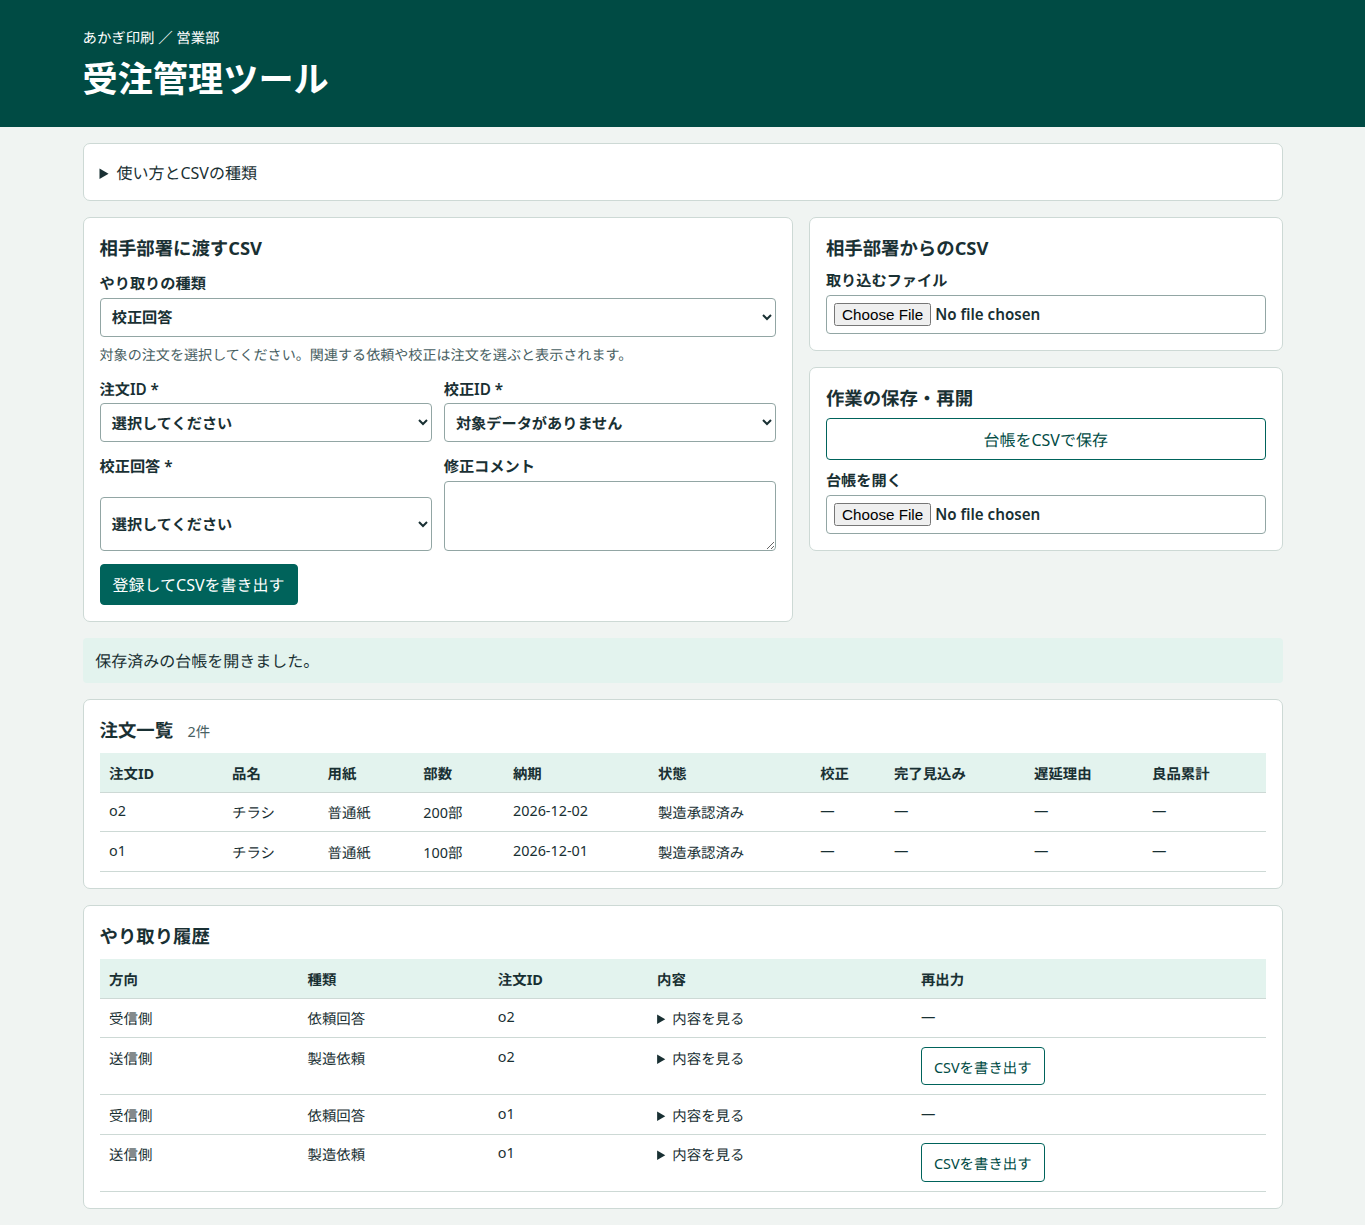 あかぎ印刷 ／ 営業部
受注管理ツール
使い方とCSVの種類
相手部署に渡すCSV
やり取りの種類
校正回答
対象の注文を選択してください。関連する依頼や校正は注文を選ぶと表示されます。
注文ID *
校正ID *
選択してください
対象データがありません
校正回答 *
修正コメント
選択してください
登録してCSVを書き出す
相手部署からのCSV
取り込むファイル
Choose File No file chosen
作業の保存・再開
台帳をCSVで保存
台帳を開く
Choose File No file chosen
保存済みの台帳を開きました。
注文一覧 2件
注文ID 品名 用紙 部数 納期 状態 校正 完了見込み 遅延理由 良品累計
o2 チラシ 普通紙 200部 2026-12-02 製造承認済み — — — —
o1 チラシ 普通紙 100部 2026-12-01 製造承認済み — — — —
やり取り履歴
方向 種類 注文ID 内容 再出力
受信側 依頼回答 o2 内容を見る —
送信側 製造依頼 o2 内容を見る CSVを書き出す
受信側 依頼回答 o1 内容を見る —
送信側 製造依頼 o1 内容を見る CSVを書き出す